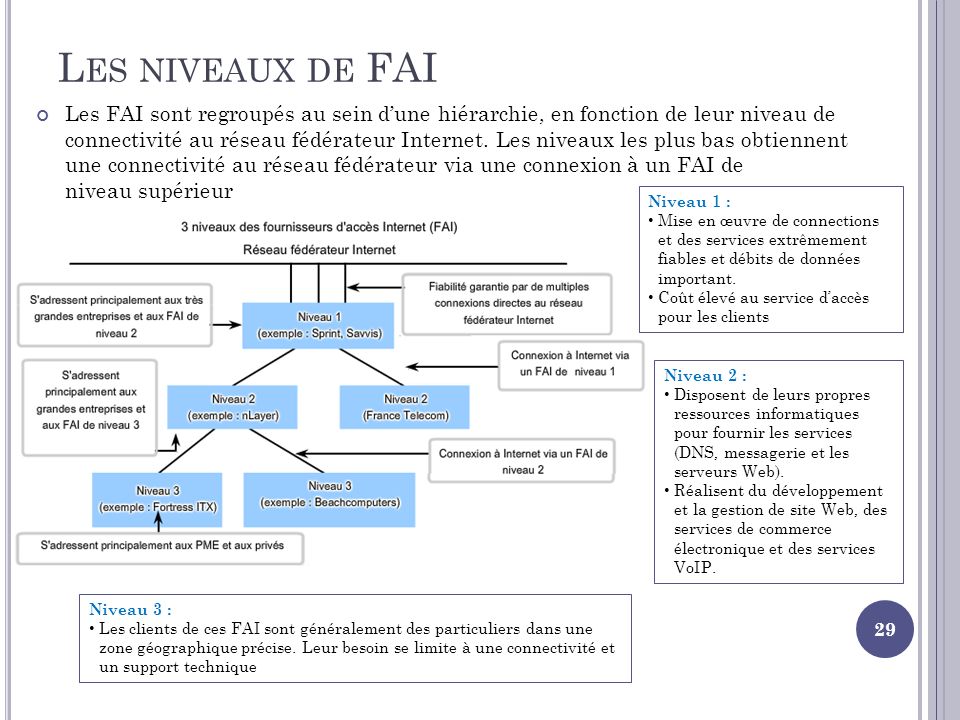 LES NIVEAUX DE FAI
Les FAI sont regroupés au sein d'une hiérarchie, en fonction de leur niveau de
connectivité au réseau fédérateur Internet. Les niveaux les plus bas obtiennent
une connectivité au réseau fédérateur via une connexion à un FAI de
niveau supérieur
3 niveaux des fournisseurs d'accès Internet (FAI)
Réseau fédérateur Internet
S'adressent principalement aux très
grandes entreprises et aux FAI de
niveau 2
Niveau 1
(exemple : Sprint, Savvis)
Fiabilité garantie par de multiples
connexions directes au réseau
fédérateur Internet
Connexion à Internet via
un FAI de niveau 1
S'adressent
principalement aux
grandes entreprises et
aux FAI de niveau 3
Niveau 2
(exemple : nLayer)
Niveau 2
(France Telecom)
Connexion à Internet via un FAI de
niveau 2
Niveau 3
(exemple : Fortress ITX)
Niveau 3
(exemple : Beachcomputers)
S'adressent principalement aux PME et aux privés
Niveau 1 :
• Mise en œuvre de connections
et des services extrêmement
fiables et débits de données
important.
• Coût élevé au service d'accès
pour les clients
Niveau 2 :
• Disposent de leurs propres
ressources informatiques
pour fournir les services
(DNS, messagerie et les
serveurs Web).
• Réalisent du développement
et la gestion de site Web, des
services de commerce
électronique et des services
VoIP.
Niveau 3 :
• Les clients de ces FAI sont généralement des particuliers dans une
zone géographique précise. Leur besoin se limite à une connectivité et
un support technique
29